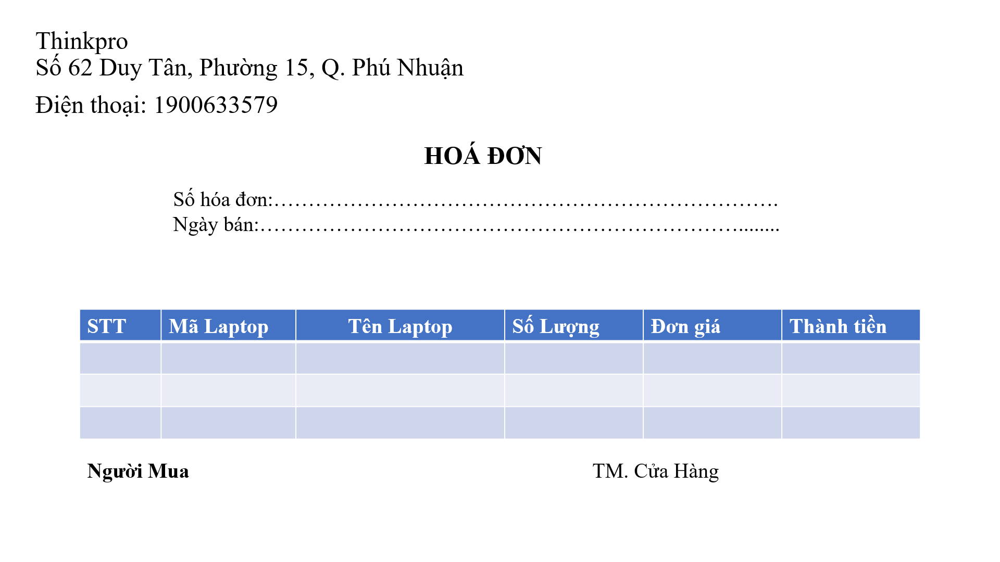 Thinkpro
Số 62 Duy Tân, Phường 15, Q. Phú Nhuận
Điện thoại: 1900633579
HOÁ ĐƠN
Số hóa đơn:……………………………………………………………….
Ngày bán:……………………………………………………………........
STT Mã Laptop Tên Laptop Số Lượng Đơn giá Thành tiền
Người Mua TM. Cửa Hàng